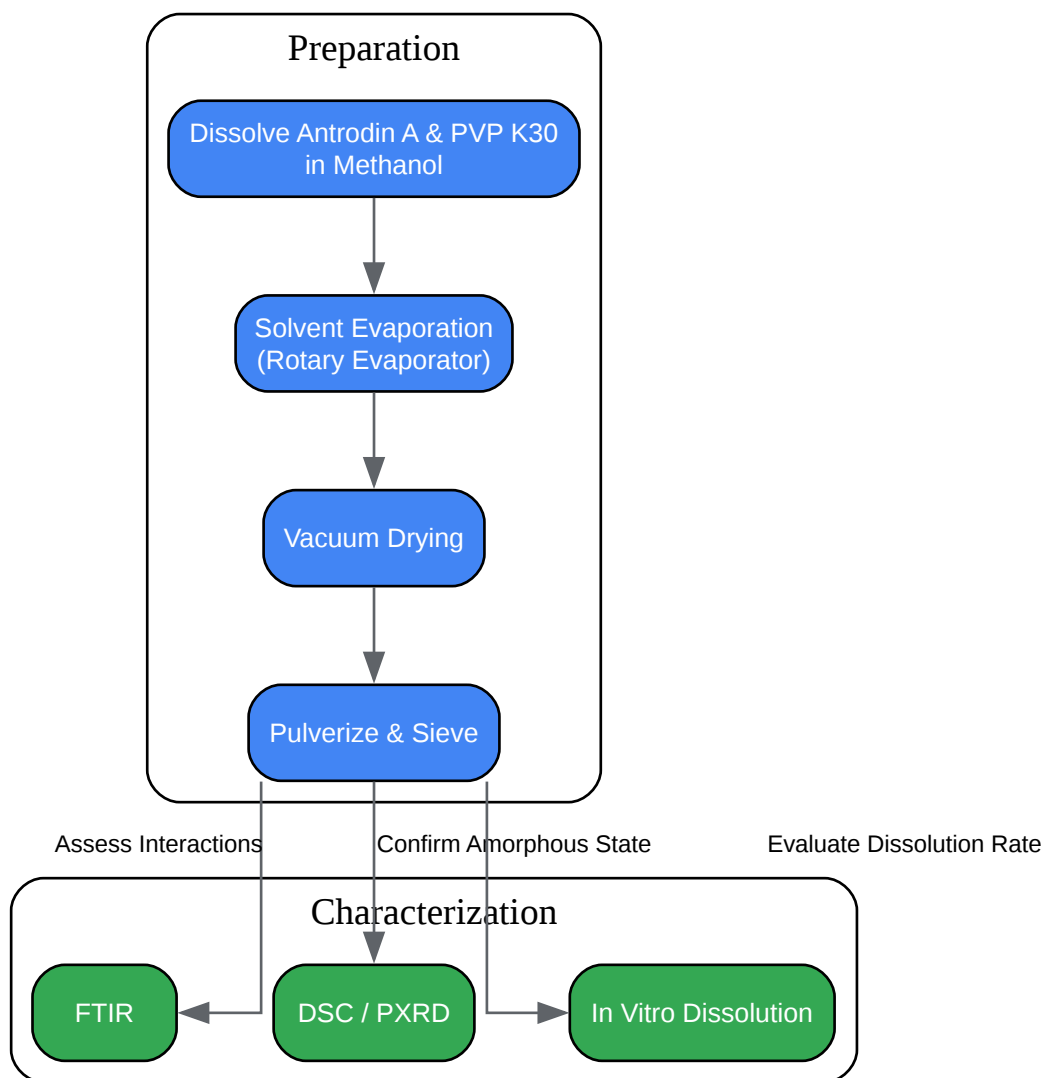 Preparation
Dissolve Antrodin A & PVP K30
in Methanol
Solvent Evaporation
(Rotary Evaporator)
Vacuum Drying
Pulverize & Sieve
Assess Interactions
Confirm Amorphous State
Evaluate Dissolution Rate
Characterization
FTIR
DSC / PXRD
In Vitro Dissolution